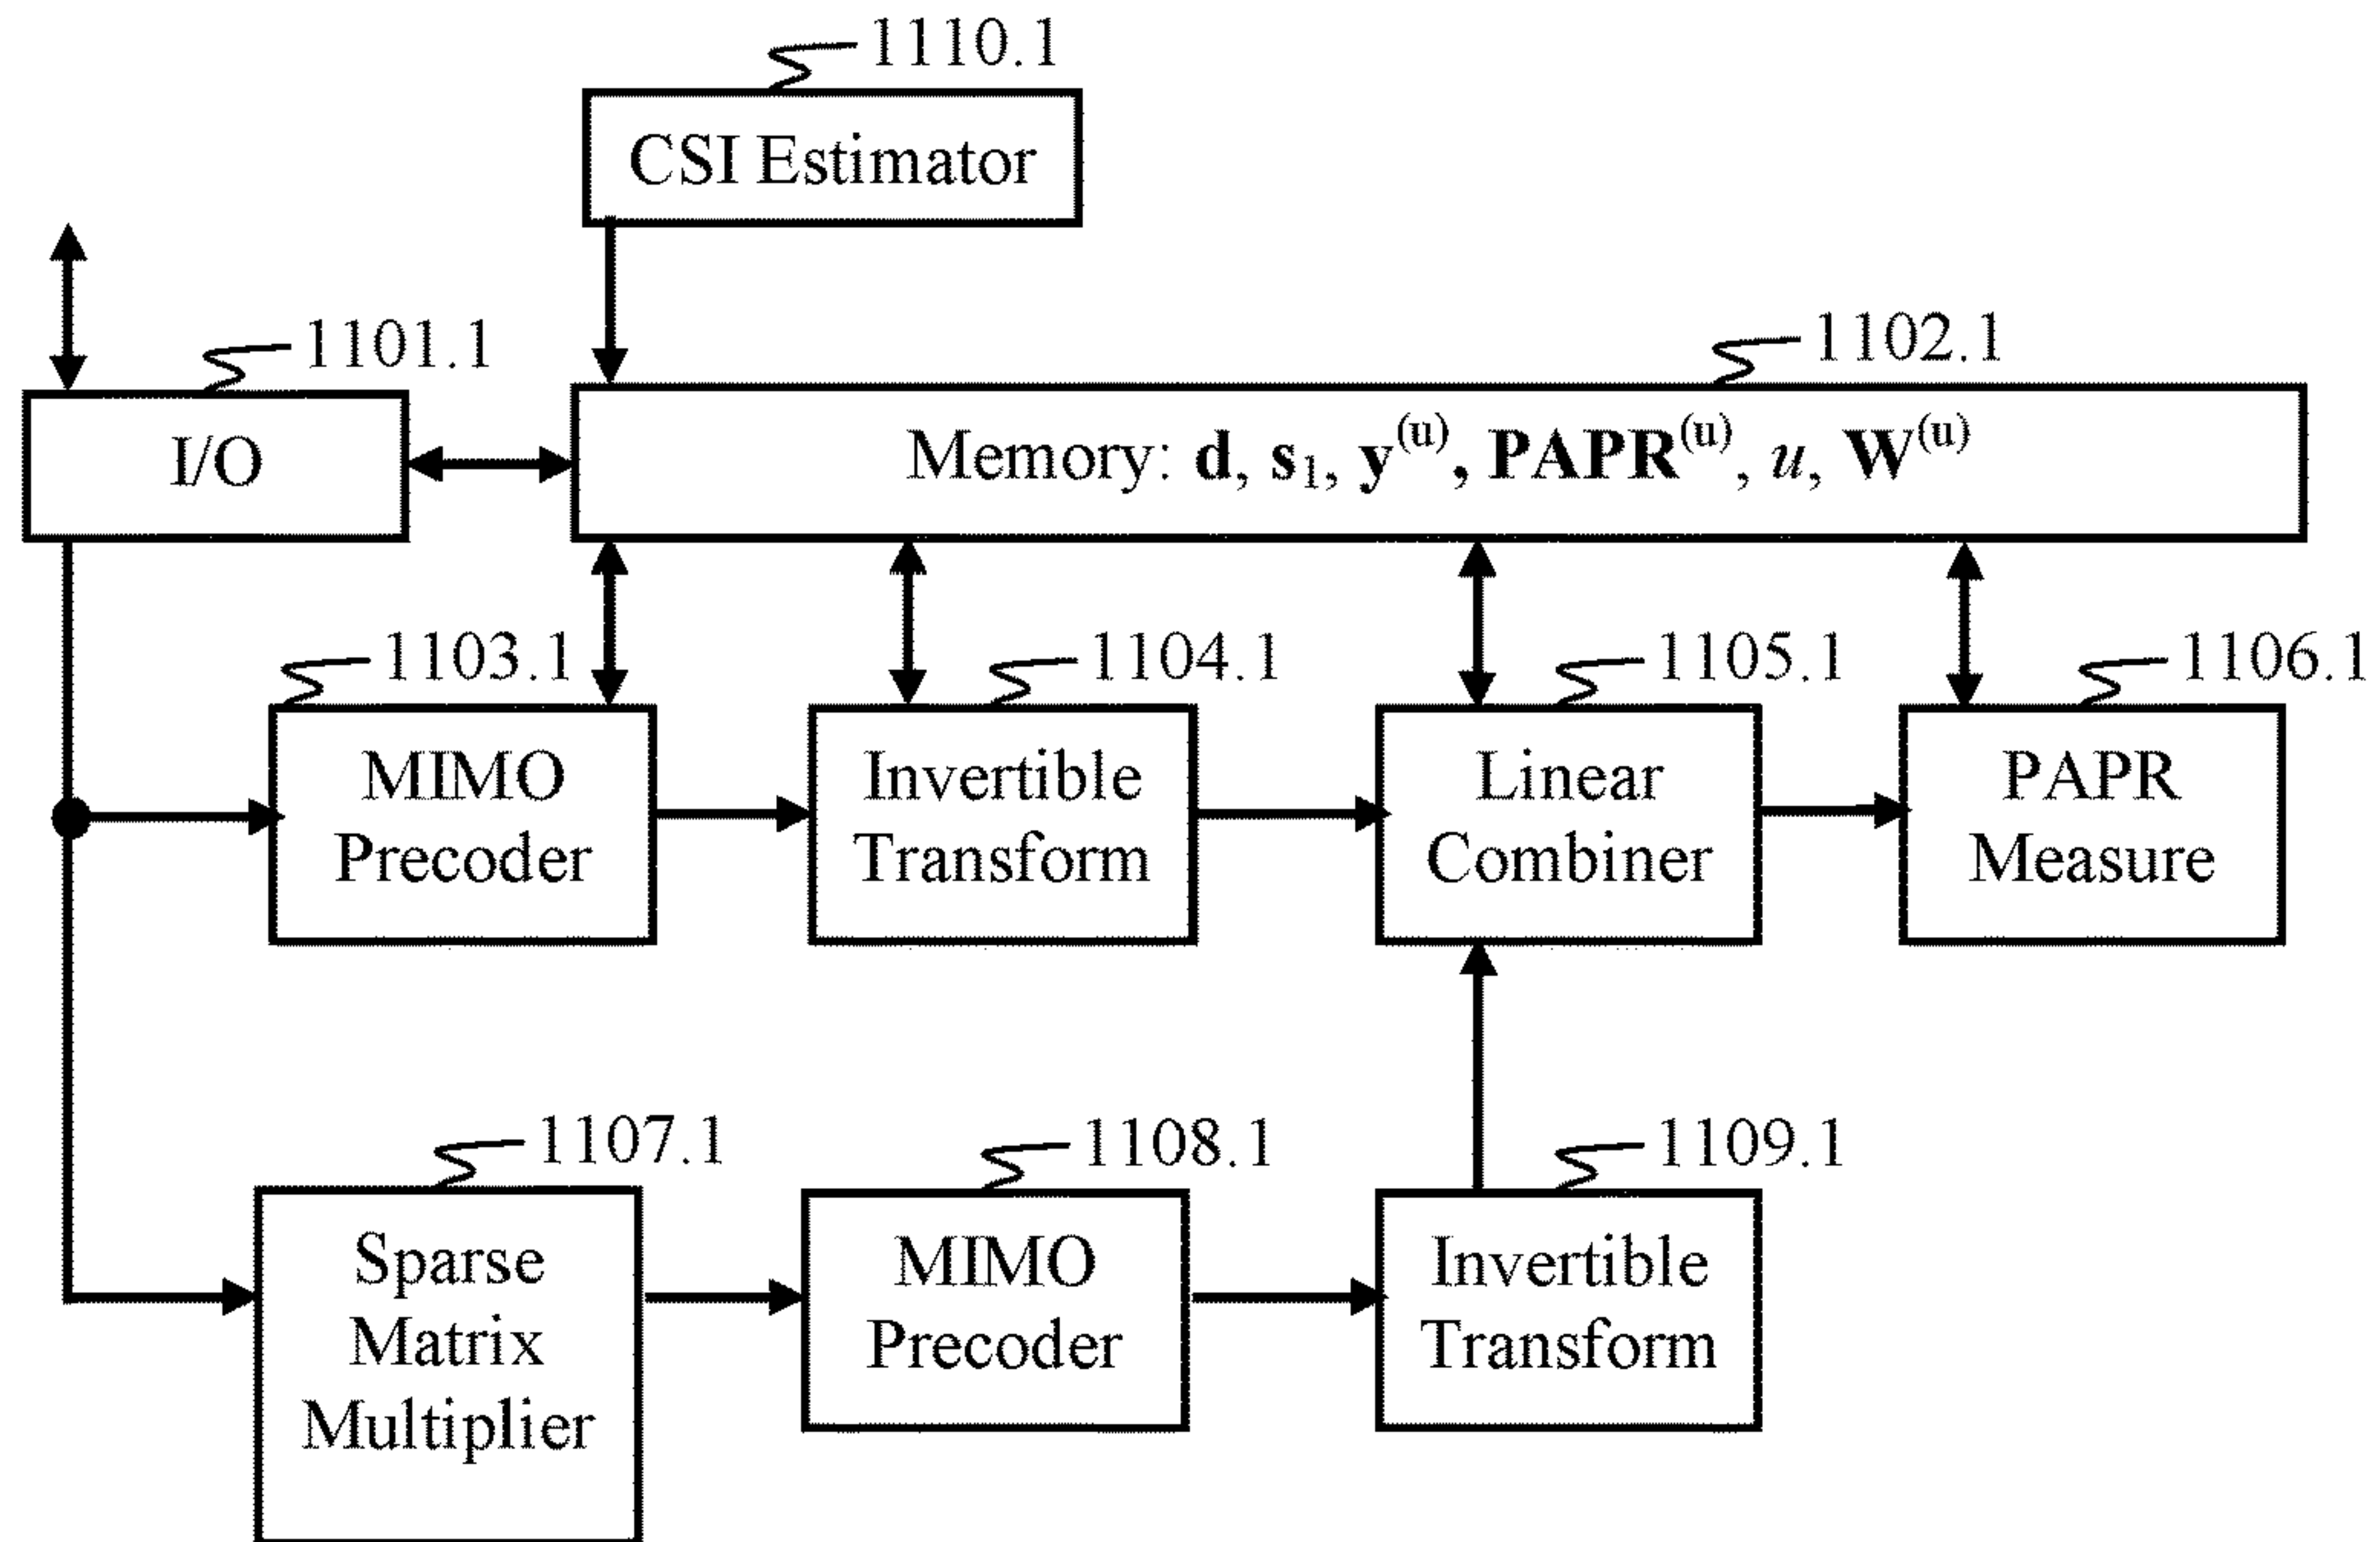 1110.1
CSI Estimator
1101.1
1102.1
I/O
Memory: d, s₁, y⁽ᵘ⁾, PAPR⁽ᵘ⁾, u, W⁽ᵘ⁾
1103.1
1104.1
1105.1
1106.1
MIMO
Precoder
Invertible
Transform
Linear
Combiner
PAPR
Measure
1107.1
1108.1
1109.1
Sparse
Matrix
Multiplier
MIMO
Precoder
Invertible
Transform